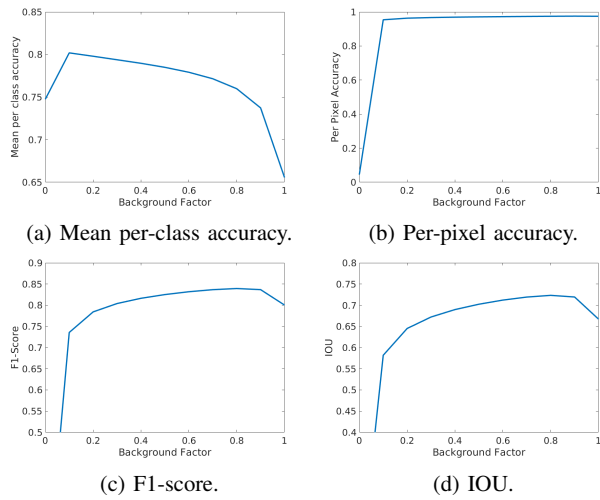 0.85
0.8
0.75
0.7
0.65
0 0.2 0.4 0.6 0.8 1
Background Factor
Mean per class accuracy
(a) Mean per-class accuracy.
1
0.8
0.6
0.4
0.2
0
0 0.2 0.4 0.6 0.8 1
Background Factor
Per Pixel Accuracy
(b) Per-pixel accuracy.
0.9
0.85
0.8
0.75
0.7
0.65
0.6
0.55
0.5
0 0.2 0.4 0.6 0.8 1
Background Factor
F1-Score
(c) F1-score.
0.8
0.75
0.7
0.65
0.6
0.55
0.5
0.45
0.4
0 0.2 0.4 0.6 0.8 1
Background Factor
IOU
(d) IOU.